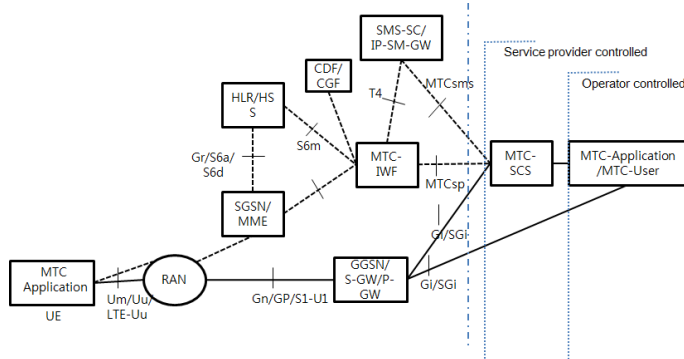 SMS-SC/
IP-SM-GW
Service provider controlled
CDF/
CGF
MTCsms
Operator controlled
HLR/HS
S
T4
S6m
Gr/S6a/
S6d
MTC-
IWF
MTCsp
MTC-
SCS
MTC-Application
/MTC-User
SGSN/
MME
Gi/SGi
MTC
Application
UE
Um/Uu/
LTE-Uu
RAN
Gn/GP/S1-U1
GGSN/
S-GW/P-
GW
Gi/SGi